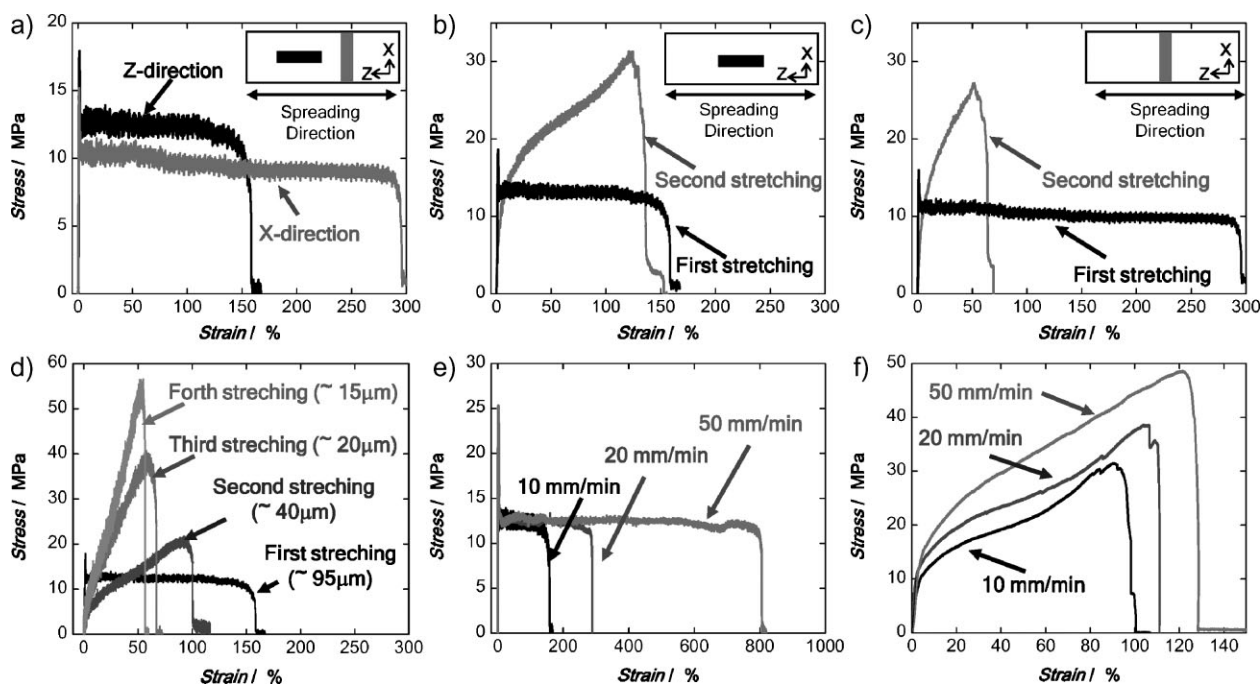 a)
Z-direction
X
Z
Spreading
Direction
X-direction
Stress / MPa
20
15
10
5
0
0 50 100 150 200 250 300
Strain / %
b)
X
Z
Spreading
Direction
Second stretching
First stretching
Stress / MPa
40
30
20
10
0
0 50 100 150 200 250 300
Strain / %
c)
X
Z
Spreading
Direction
Second stretching
First stretching
Stress / MPa
40
30
20
10
0
0 50 100 150 200 250 300
Strain / %
d)
Forth streching (~ 15μm)
Third streching (~ 20μm)
Second streching
(~ 40μm)
First streching
(~ 95μm)
Stress / MPa
60
50
40
30
20
10
0
0 50 100 150 200 250 300
Strain / %
e)
50 mm/min
20 mm/min
10 mm/min
Stress / MPa
30
25
20
15
10
5
0
0 200 400 600 800 1000
Strain / %
f)
50 mm/min
20 mm/min
10 mm/min
Stress / MPa
50
40
30
20
10
0
0 20 40 60 80 100 120 140
Strain / %